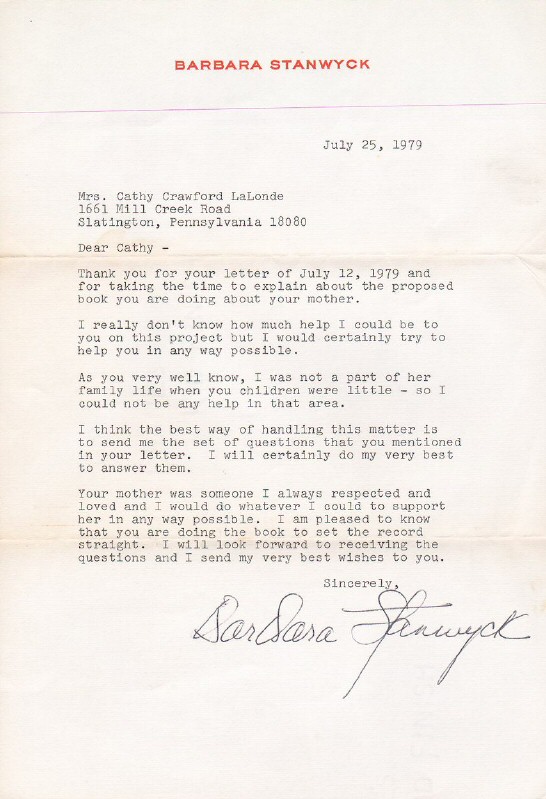 BARBARA STANWYCK
July 25, 1979
Mrs. Cathy Crawford LaLonde
1661 Mill Creek Road
Slatington, Pennsylvania 18080
Dear Cathy -
Thank you for your letter of July 12, 1979 and
for taking the time to explain about the proposed
book you are doing about your mother.
I really don't know how much help I could be to
you on this project but I would certainly try to
help you in any way possible.
As you very well know, I was not a part of her
family life when you children were little - so I
could not be any help in that area.
I think the best way of handling this matter is
to send me the set of questions that you mentioned
in your letter.  I will certainly do my very best
to answer them.
Your mother was someone I always respected and
loved and I would do whatever I could to support
her in any way possible.  I am pleased to know
that you are doing the book to set the record
straight.  I will look forward to receiving the
questions and I send my very best wishes to you.
Sincerely,
Barbara Stanwyck